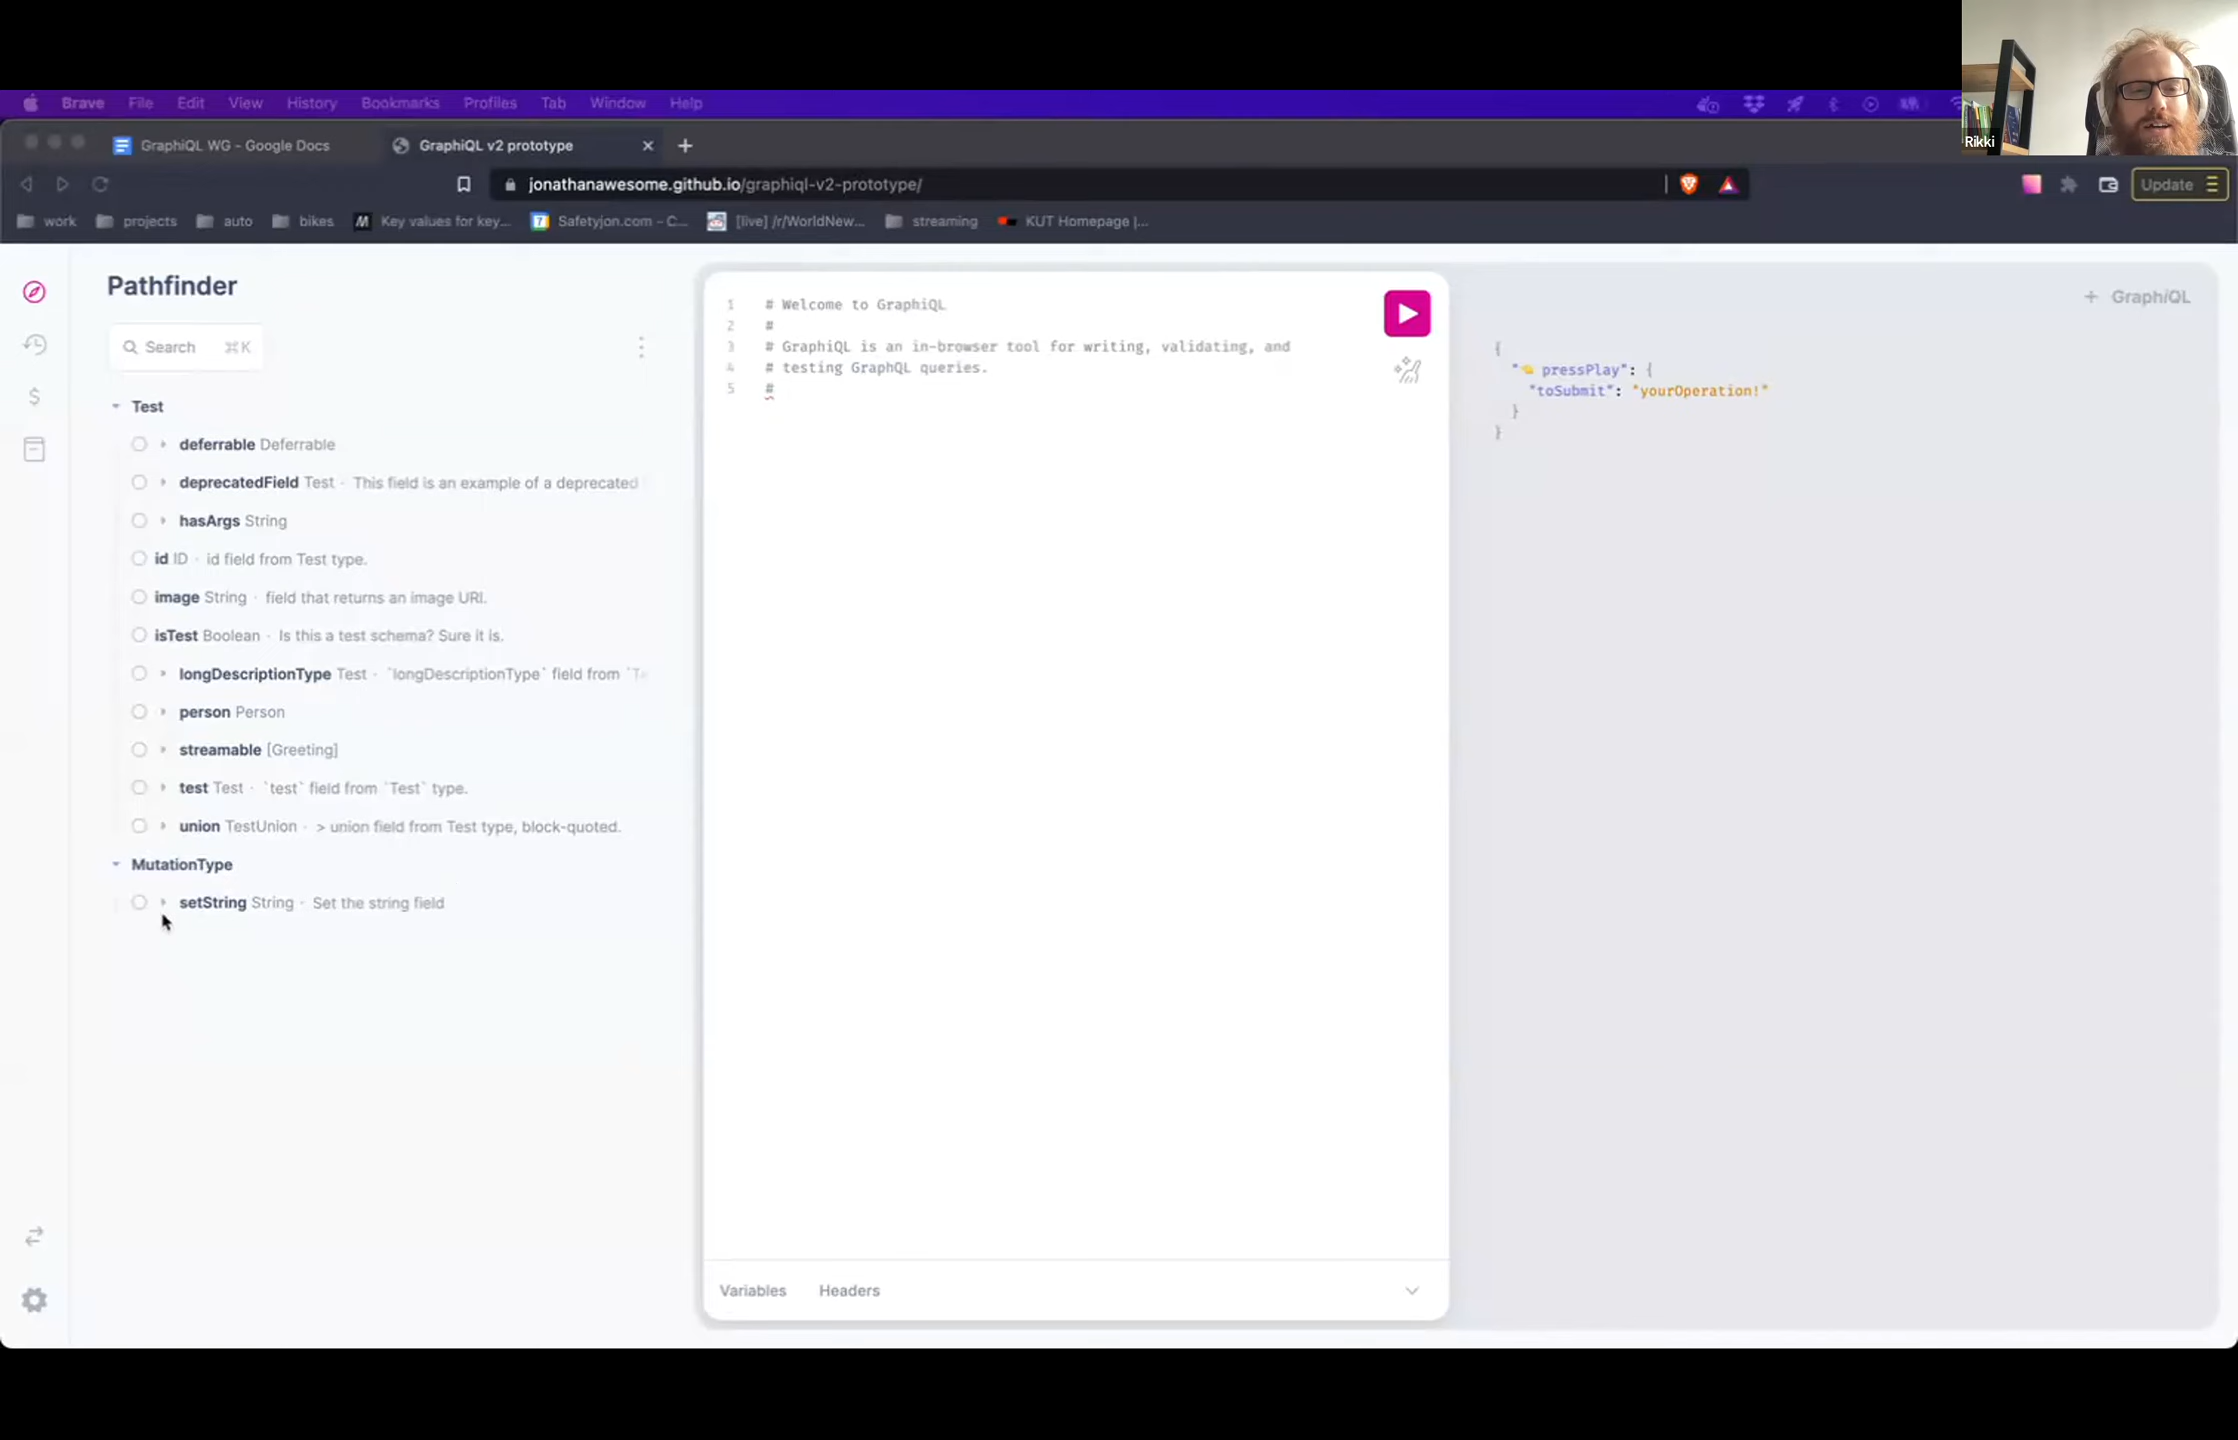 Brave File Edit View History Bookmarks Profiles Tab Window Help
Rikki
GraphiQL WG - Google Docs
GraphiQL v2 prototype
jonathanawesome.github.io/graphiql-v2-prototype/
Update
work projects auto bikes Key values for key... Safetyjon.com - C... [live] /r/WorldNew... streaming KUT Homepage |...
Pathfinder
Search ⌘K
Test
deferrable Deferrable
deprecatedField Test · This field is an example of a deprecated
hasArgs String
id ID · id field from Test type.
image String · field that returns an image URI.
isTest Boolean · Is this a test schema? Sure it is.
longDescriptionType Test · `longDescriptionType` field from `Te
person Person
streamable [Greeting]
test Test · `test` field from `Test` type.
union TestUnion · > union field from Test type, block-quoted.
MutationType
setString String · Set the string field
1 # Welcome to GraphiQL
2 #
3 # GraphiQL is an in-browser tool for writing, validating, and
4 # testing GraphQL queries.
5 #
Variables Headers
+ GraphiQL
{
"👈 pressPlay": {
"toSubmit": "yourOperation!"
}
}